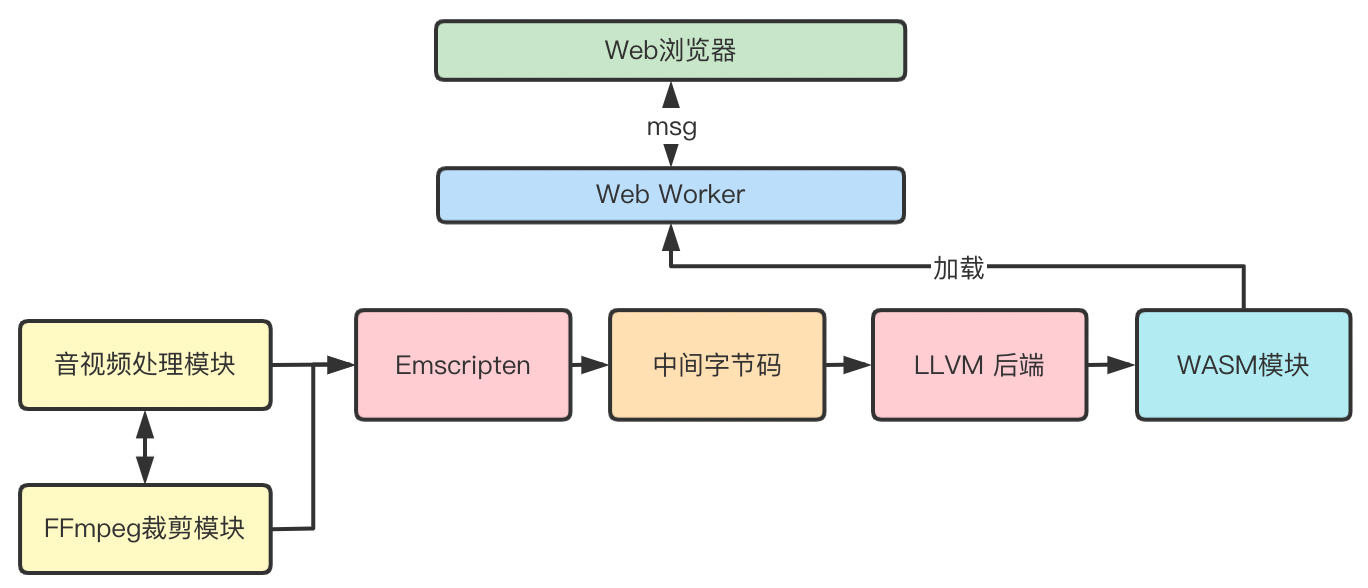 Web浏览器
msg
Web Worker
加载
音视频处理模块
Emscripten
中间字节码
LLVM 后端
WASM模块
FFmpeg裁剪模块